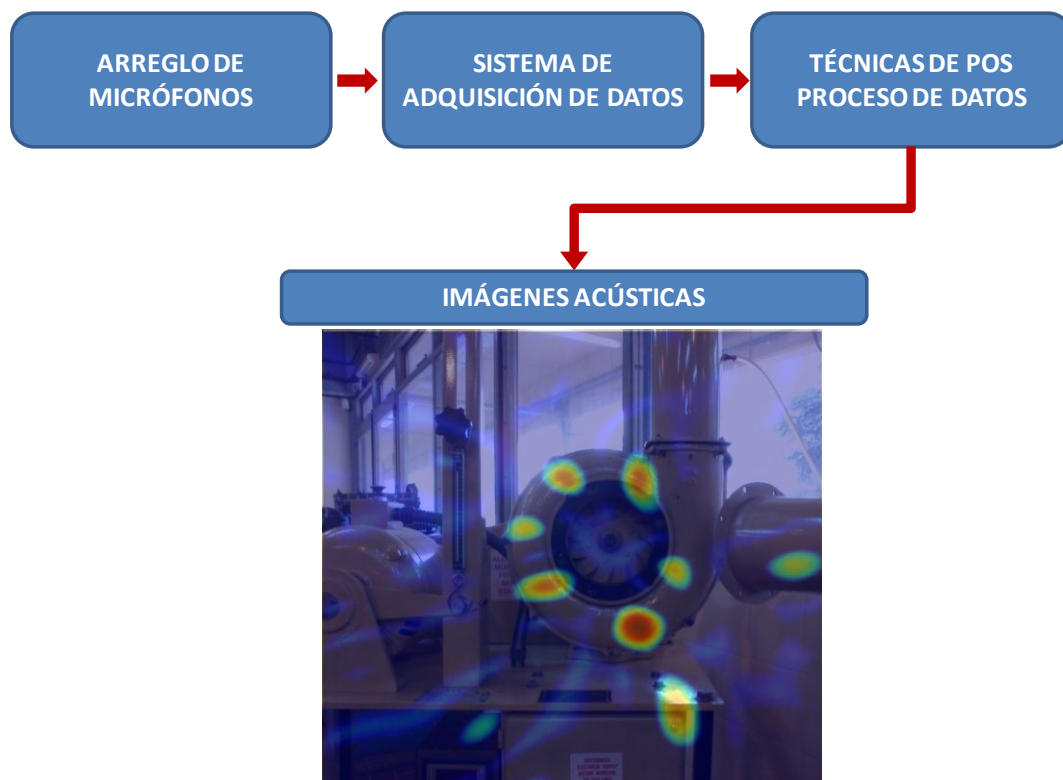 ARREGLO DE
MICRÓFONOS
SISTEMA DE
ADQUISICIÓN DE DATOS
TÉCNICAS DE POS
PROCESO DE DATOS
IMÁGENES ACÚSTICAS